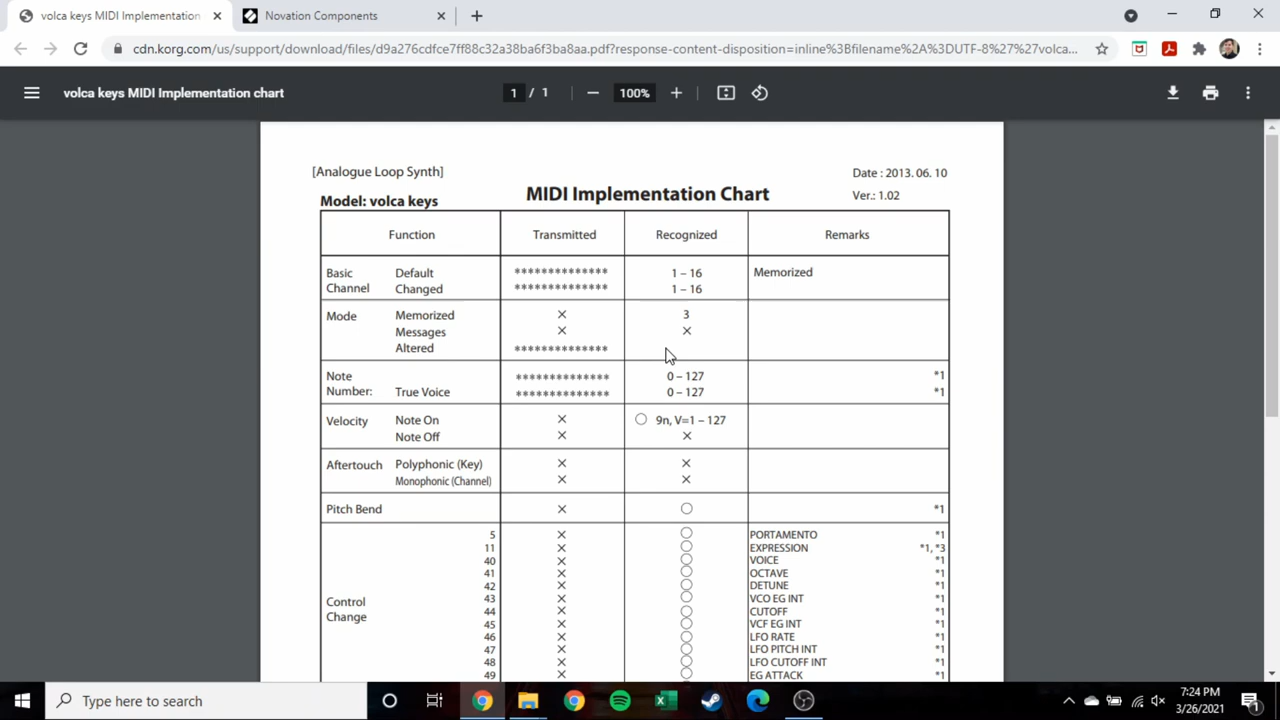 volca keys MIDI Implementation
Novation Components
cdn.korg.com/us/support/download/files/d9a276cdfce7ff88c32a38ba6f3ba8aa.pdf?response-content-disposition=inline%3Bfilename%2A%3DUTF-8%27%27volca...
volca keys MIDI Implementation chart
1 / 1
100%
[Analogue Loop Synth]
Date : 2013. 06. 10
Model: volca keys
MIDI Implementation Chart
Ver.: 1.02
Function Transmitted Recognized Remarks
Basic Default ************** 1 – 16 Memorized
Channel Changed ************** 1 – 16
Mode Memorized × 3
Messages × ×
Altered **************
Note 0 – 127 *1
************** 
Number: True Voice ************** 0 – 127 *1
Velocity Note On × ○ 9n, V=1 – 127
Note Off × ×
Aftertouch Polyphonic (Key) × ×
Monophonic (Channel) × ×
Pitch Bend × ○ *1
5 × ○ PORTAMENTO *1
11 × ○ EXPRESSION *1, *3
40 × ○ VOICE *1
41 × ○ OCTAVE *1
42 × ○ DETUNE *1
43 × ○ VCO EG INT *1
Control 44 × ○ CUTOFF *1
Change 45 × ○ VCF EG INT *1
46 × ○ LFO RATE *1
47 × ○ LFO PITCH INT *1
48 × ○ LFO CUTOFF INT *1
49 × ○ EG ATTACK *1
Type here to search
7:24 PM
3/26/2021
1